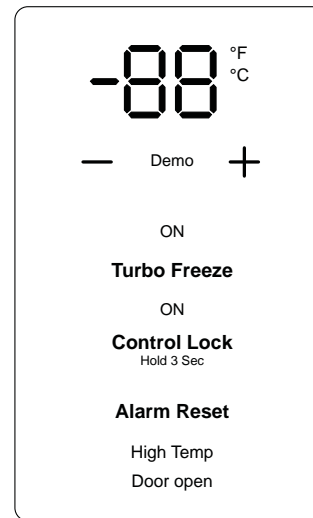 -88 °F
°C
— Demo +
ON
Turbo Freeze
ON
Control Lock
Hold 3 Sec
Alarm Reset
High Temp
Door open